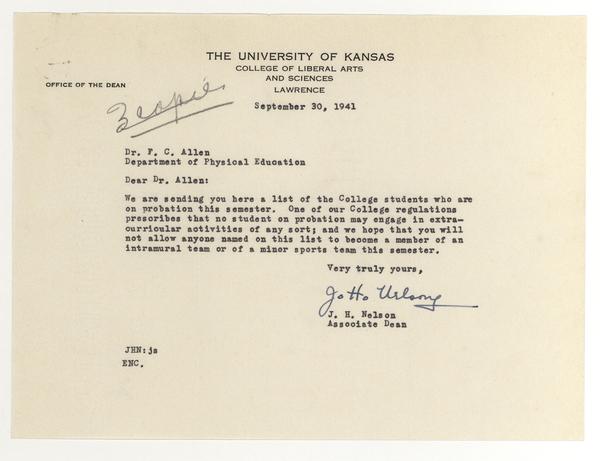 THE UNIVERSITY OF KANSAS
COLLEGE OF LIBERAL ARTS
AND SCIENCES
LAWRENCE
OFFICE OF THE DEAN
September 30, 1941
Dr. F. C. Allen
Department of Physical Education
Dear Dr. Allen:
We are sending you here a list of the College students who are
on probation this semester. One of our College regulations
prescribes that no student on probation may engage in extra-
curricular activities of any sort; and we hope that you will
not allow anyone named on this list to become a member of an
intramural team or of a minor sports team this semester.
Very truly yours,
J. H. Nelson
Associate Dean
JHN:js
ENC.